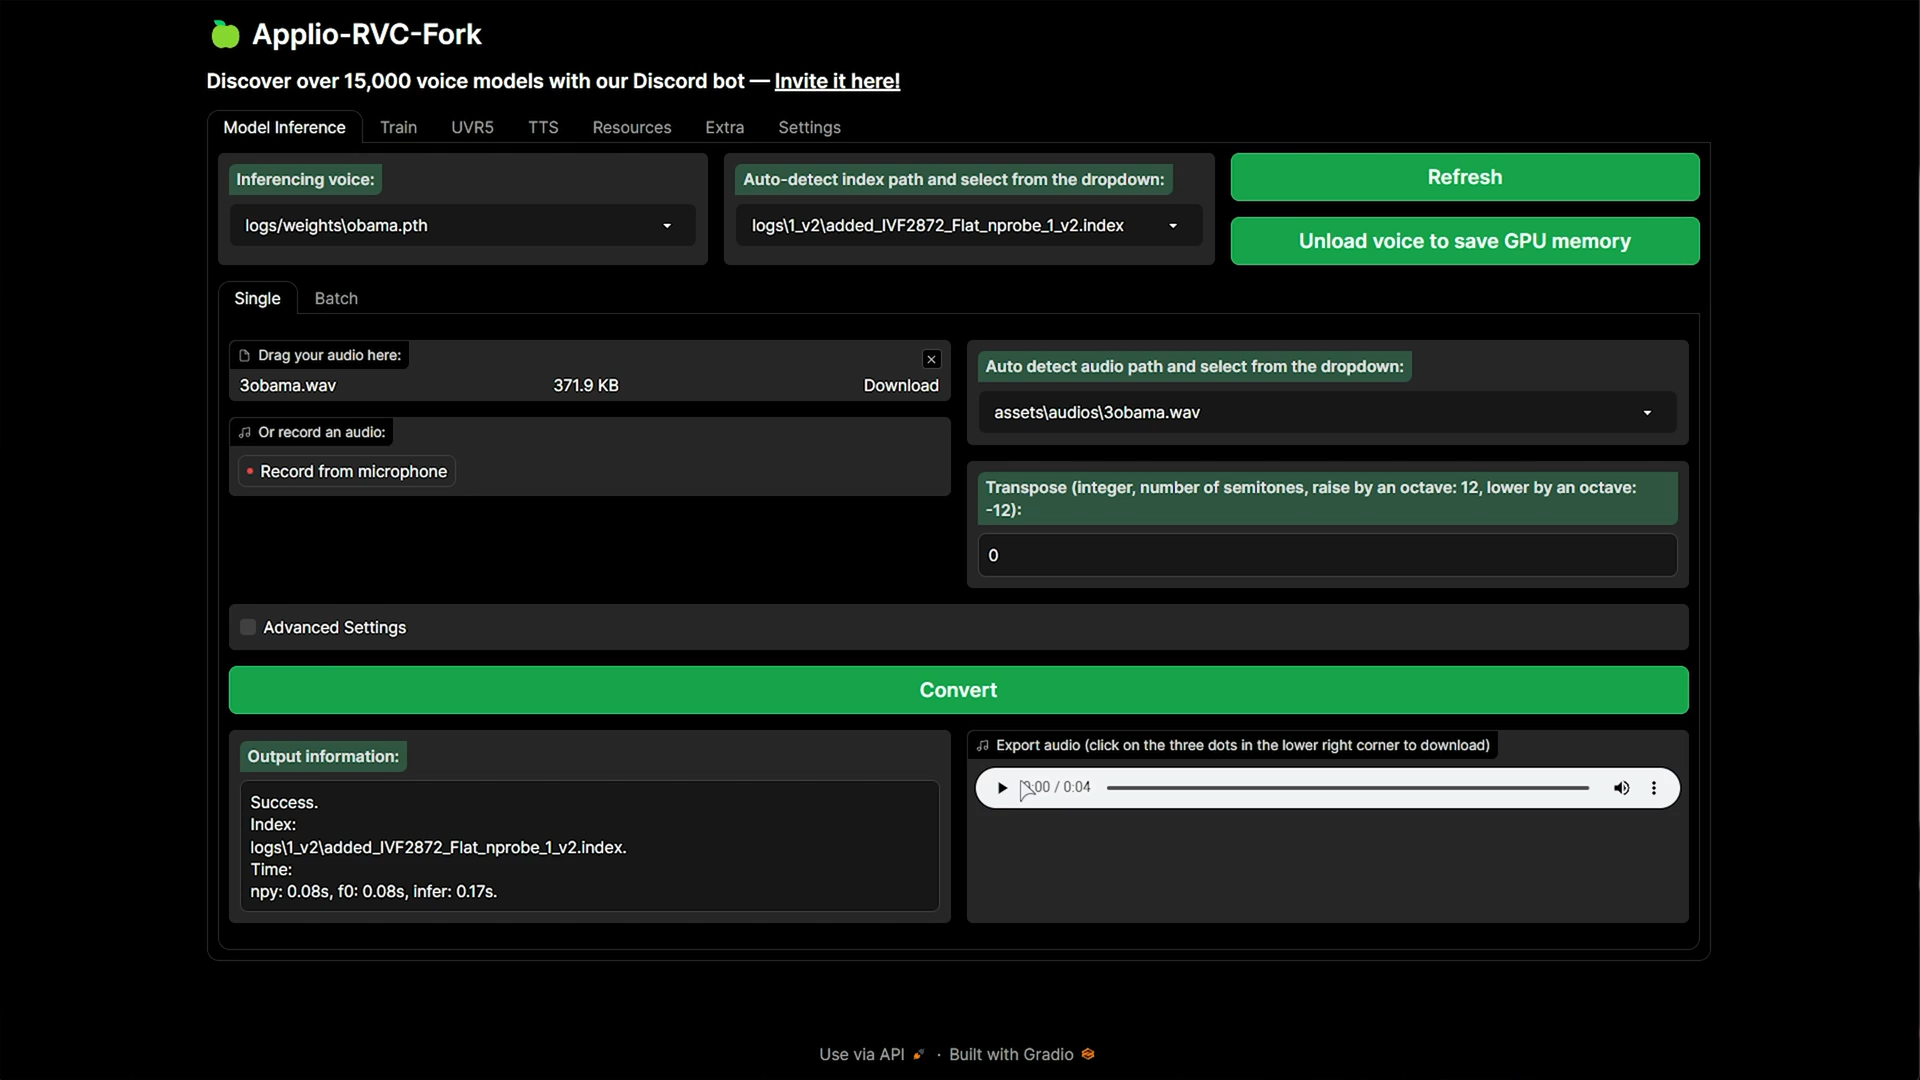 Applio-RVC-Fork
Discover over 15,000 voice models with our Discord bot — Invite it here!
Model Inference Train UVR5 TTS Resources Extra Settings
Inferencing voice:
logs/weights\obama.pth
Auto-detect index path and select from the dropdown:
logs\1_v2\added_IVF2872_Flat_nprobe_1_v2.index
Refresh
Unload voice to save GPU memory
Single Batch
Drag your audio here:
3obama.wav 371.9 KB Download
Or record an audio:
Record from microphone
Auto detect audio path and select from the dropdown:
assets\audios\3obama.wav
Transpose (integer, number of semitones, raise by an octave: 12, lower by an octave:
-12):
0
Advanced Settings
Convert
Output information:
Success.
Index:
logs\1_v2\added_IVF2872_Flat_nprobe_1_v2.index.
Time:
npy: 0.08s, f0: 0.08s, infer: 0.17s.
Export audio (click on the three dots in the lower right corner to download)
0:00 / 0:04
Use via API · Built with Gradio